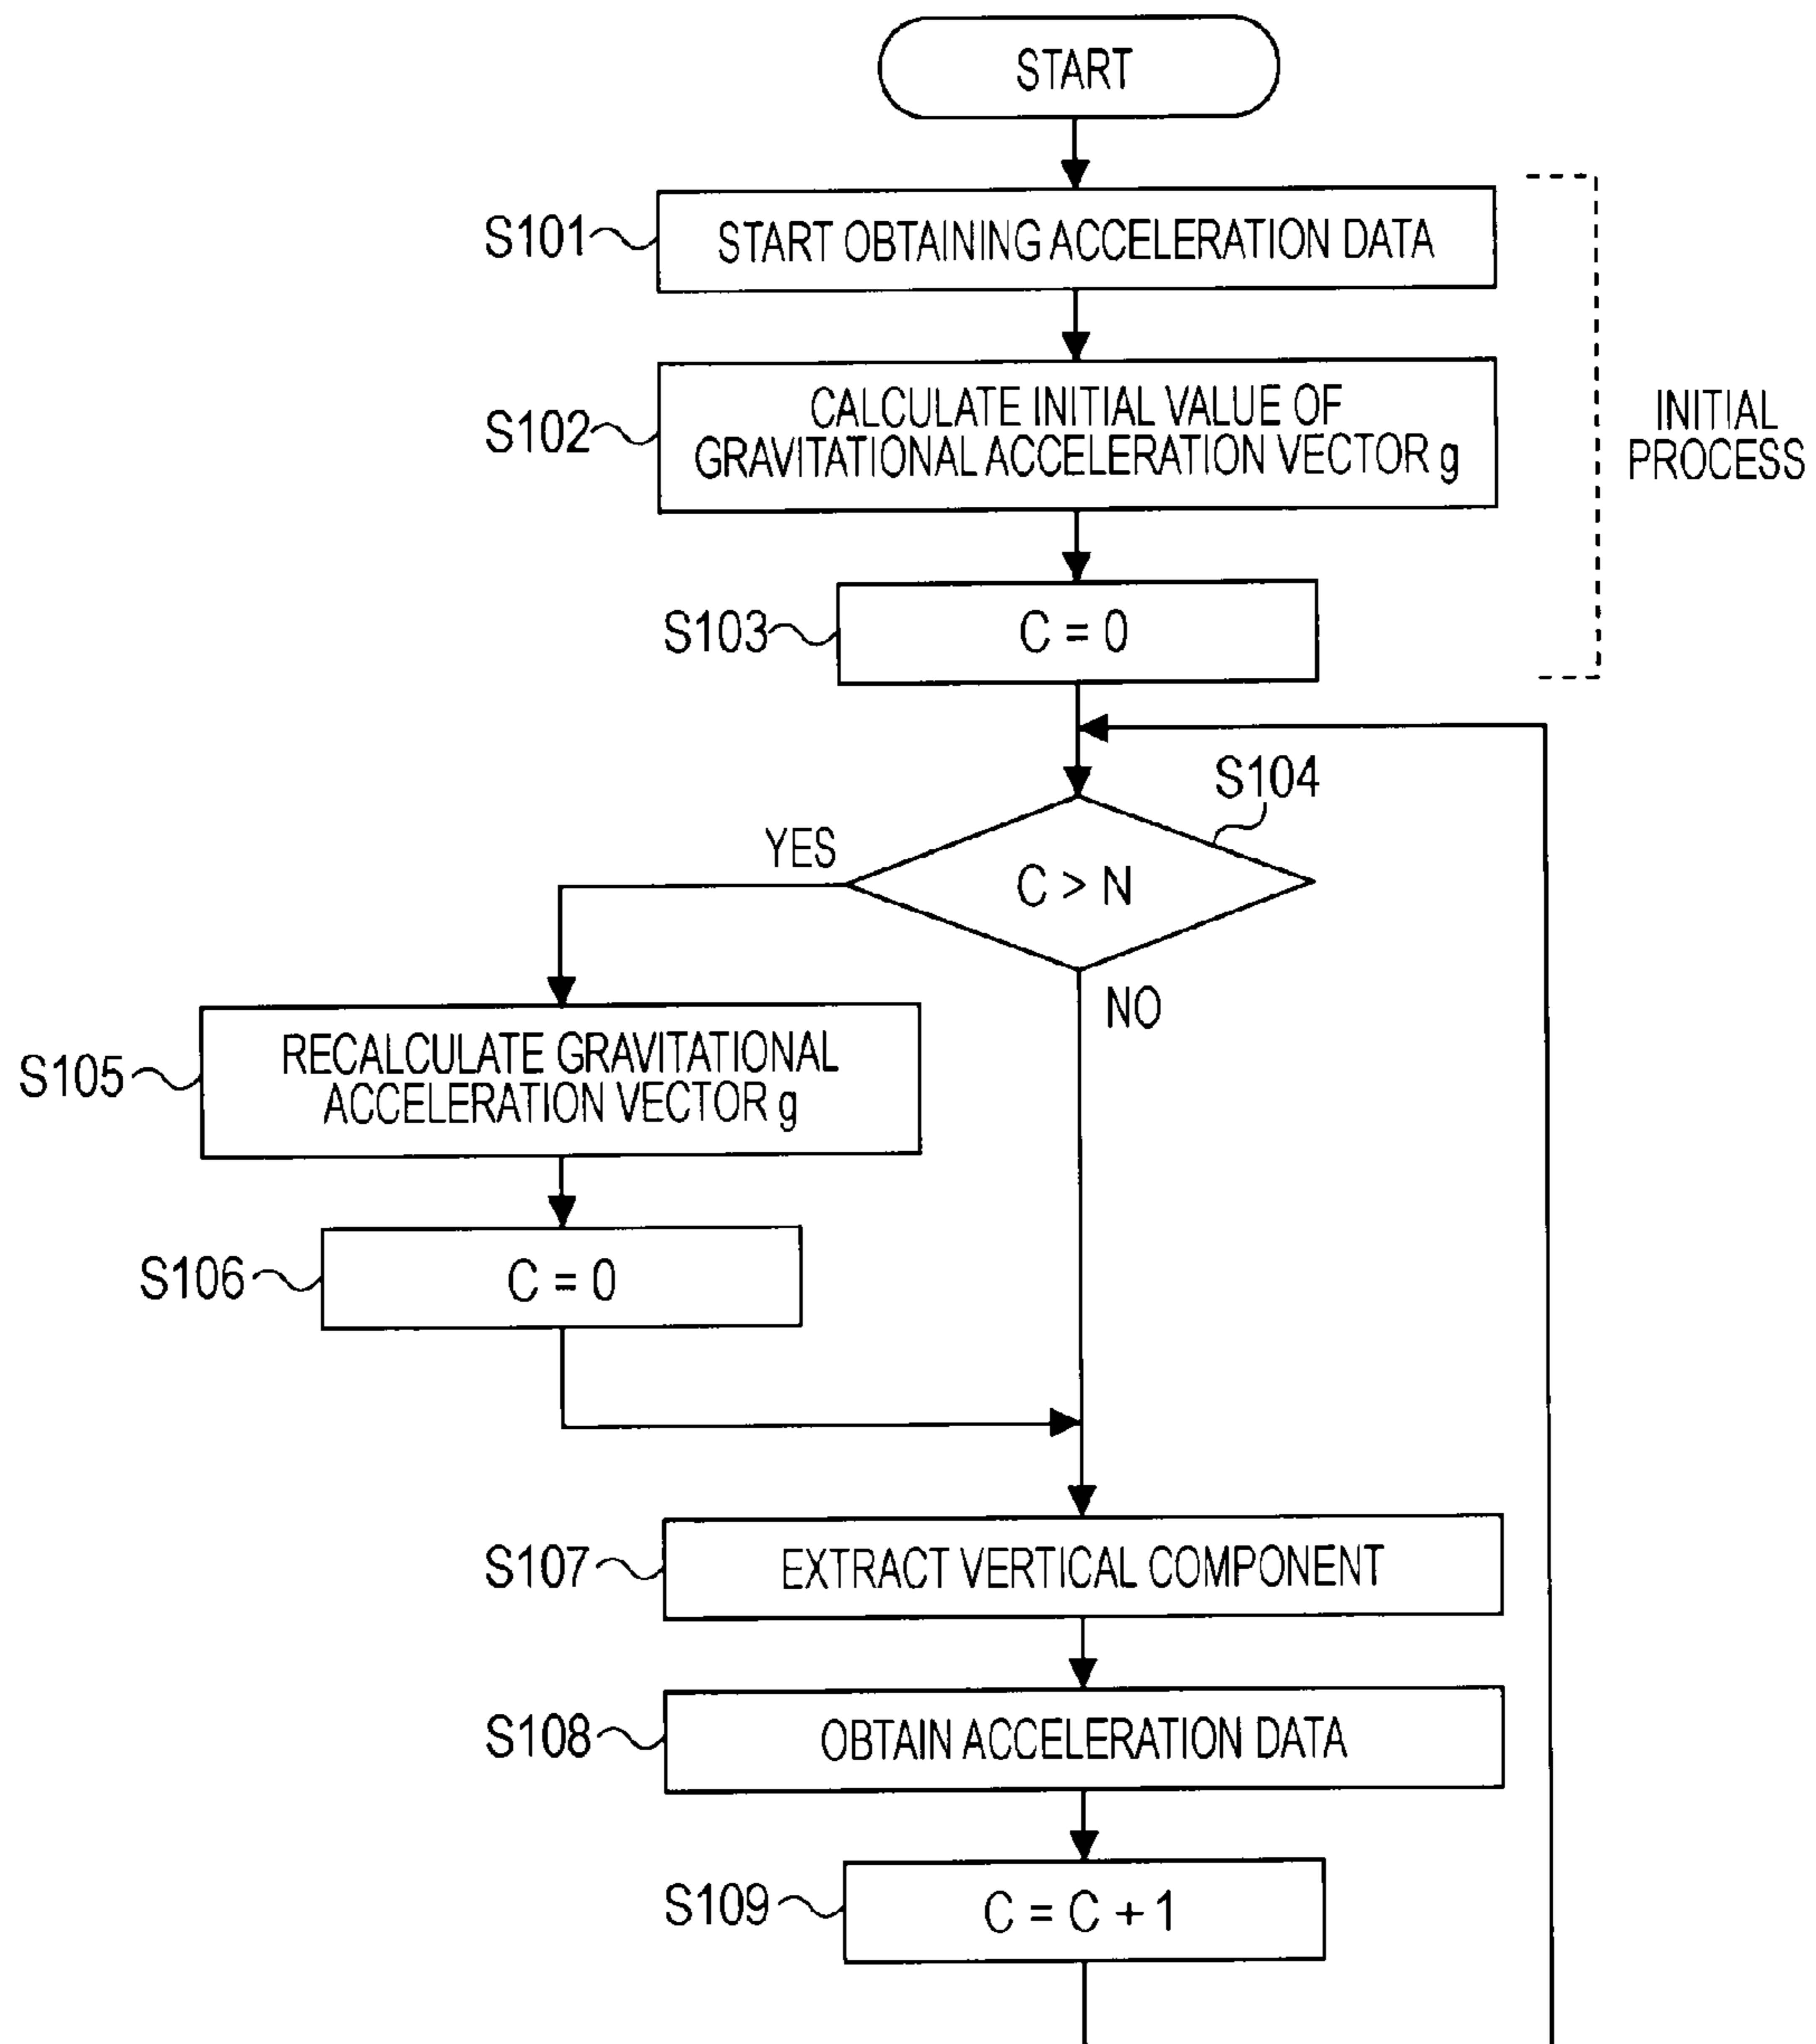 START
S101
START OBTAINING ACCELERATION DATA
S102
CALCULATE INITIAL VALUE OF
GRAVITATIONAL ACCELERATION VECTOR g
INITIAL
PROCESS
S103
C = 0
S104
YES
C > N
NO
S105
RECALCULATE GRAVITATIONAL
ACCELERATION VECTOR g
S106
C = 0
S107
EXTRACT VERTICAL COMPONENT
S108
OBTAIN ACCELERATION DATA
S109
C = C + 1